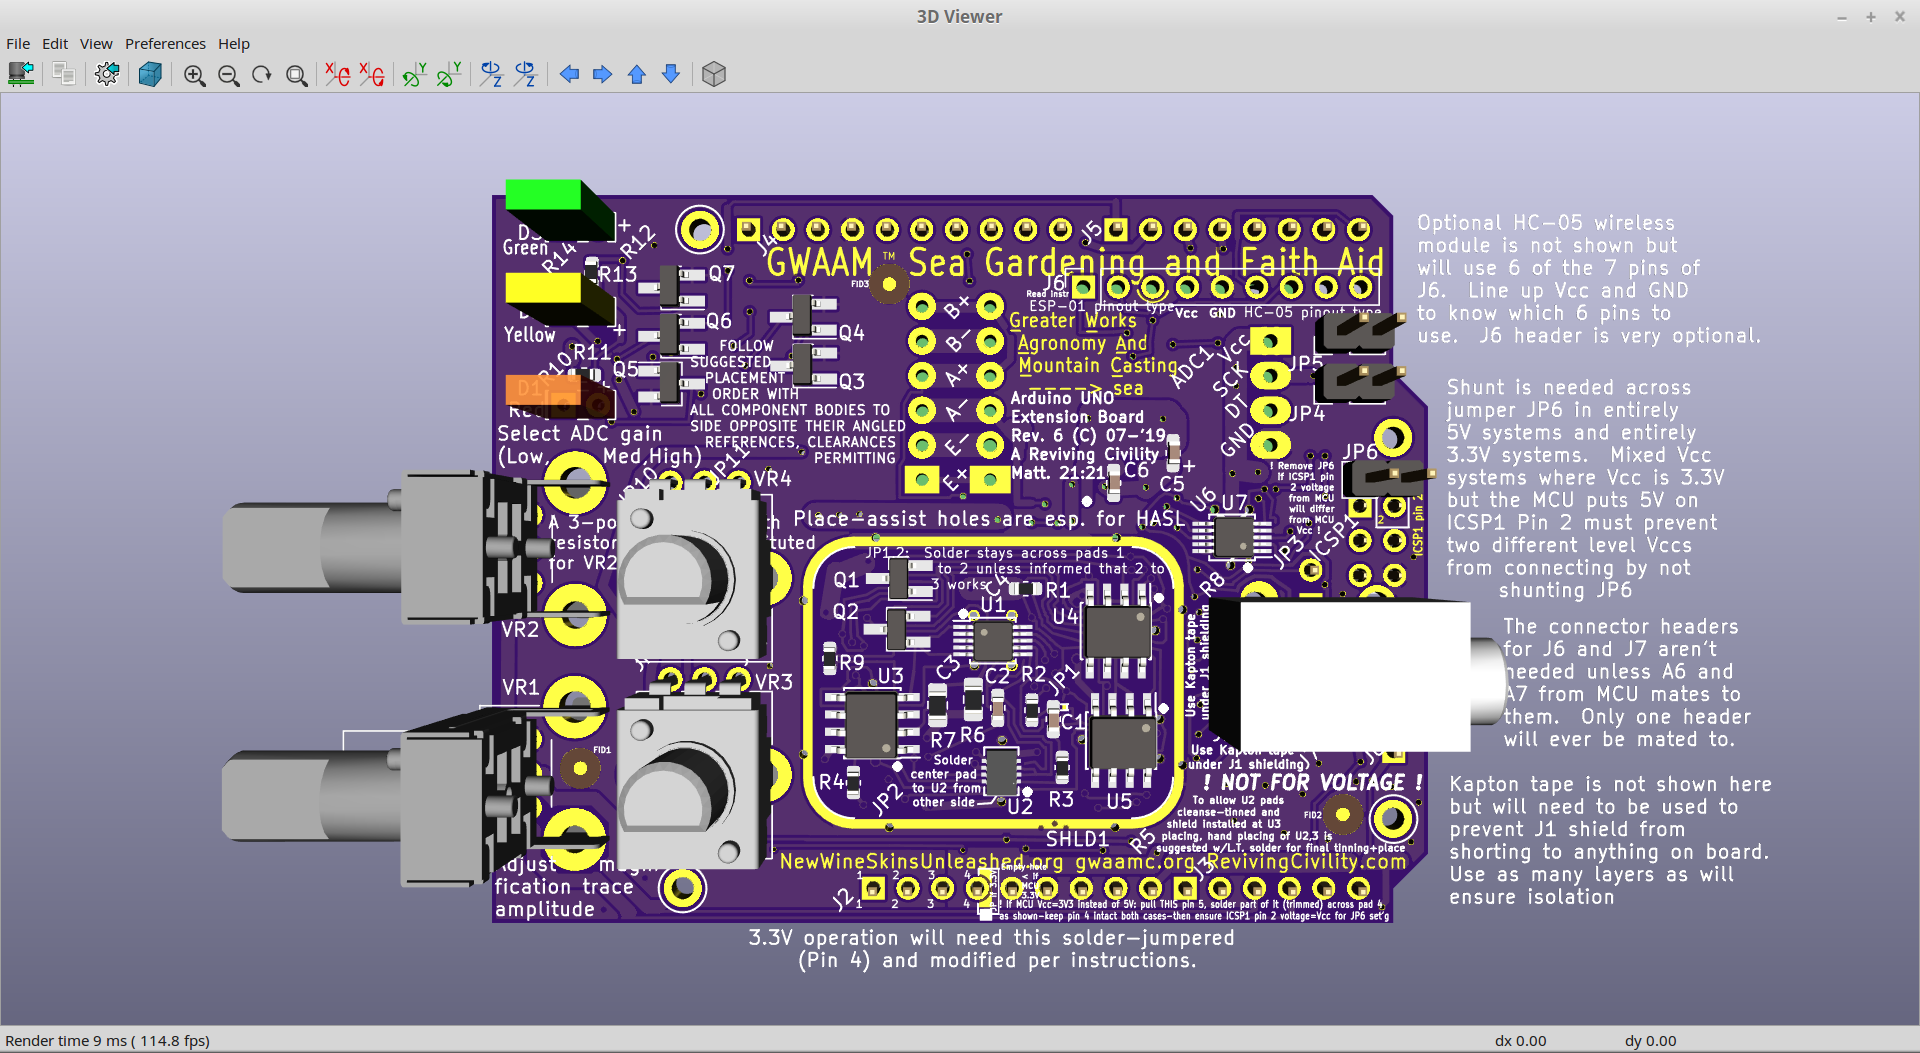 3D Viewer
File Edit View Preferences Help
Green
R14
R12
R13
Q7
Yellow
Q6
R11
Q5
Q4
Q3
FOLLOW
SUGGESTED
PLACEMENT
ORDER WITH
ALL COMPONENT BODIES TO
SIDE OPPOSITE THEIR ANGLED
REFERENCES, CLEARANCES
PERMITTING
Select ADC gain
(Low, Med High)
J4
J5
GWAAM™ Sea Gardening and Faith Aid
FID3
J6
Read Instr
ESP-01 pinout type
Vcc GND HC-05 pinout type
B+
B-
A+
A-
E-
E+
Greater Works
Agronomy And
Mountain Casting
----> sea
Arduino UNO
Extension Board
Rev. 6 (C) 07-'19
A Reviving Civility
Matt. 21:21
ADC1
Vcc
SCK
DT
GND
JP5
JP4
JP6
C6
C5
U6
U7
! Remove JP6
if ICSP1 pin
2 voltage
from MCU
will differ
from MCU
Vcc !
JP3
ICSP1
2
ICSP1 pin 2
R8
VR4
VR2
VR1
VR3
Place-assist holes are esp. for HASL
JP1,2: Solder stays across pads 1
to 2 unless informed that 2 to
3 works
Q1
Q2
C4
R1
U1
U4
R9
U3
C3
C2
R2
JP1
C1
R7
R6
R4
JP2
Solder
center pad
to U2 from
other side
U2
R3
U5
SHLD1
R5
Use Kapton tape
under J1 shielding
Use Kapton tape
under J1 shielding)
! NOT FOR VOLTAGE !
To allow U2 pads
cleanse-tinned and
shield installed at U3
placing, hand placing of U2,3 is
suggested w/L.T. solder for final tinning+place
FID1
FID2
NewWineSkinsUnleashed.org gwaamc.org RevivingCivility.com
fication trace
amplitude
J2
J3
1 2 3 4
1 2 3 4
! If MCU Vcc=3V3 instead of 5V: pull THIS pin 5, solder part of it (trimmed) across pad 4
as shown-keep pin 4 intact both cases-then ensure ICSP1 pin 2 voltage=Vcc for JP6 set'g
3.3V operation will need this solder-jumpered
(Pin 4) and modified per instructions.
Optional HC-05 wireless
module is not shown but
will use 6 of the 7 pins of
J6. Line up Vcc and GND
to know which 6 pins to
use. J6 header is very optional.
Shunt is needed across
jumper JP6 in entirely
5V systems and entirely
3.3V systems. Mixed Vcc
systems where Vcc is 3.3V
but the MCU puts 5V on
ICSP1 Pin 2 must prevent
two different level Vccs
from connecting by not
shunting JP6
The connector headers
for J6 and J7 aren't
needed unless A6 and
A7 from MCU mates to
them. Only one header
will ever be mated to.
Kapton tape is not shown here
but will need to be used to
prevent J1 shield from
shorting to anything on board.
Use as many layers as will
ensure isolation
Render time 9 ms ( 114.8 fps)
dx 0.00
dy 0.00